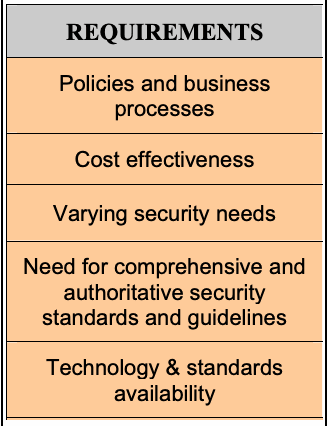 REQUIREMENTS
Policies and business
processes
Cost effectiveness
Varying security needs
Need for comprehensive and
authoritative security
standards and guidelines
Technology & standards
availability